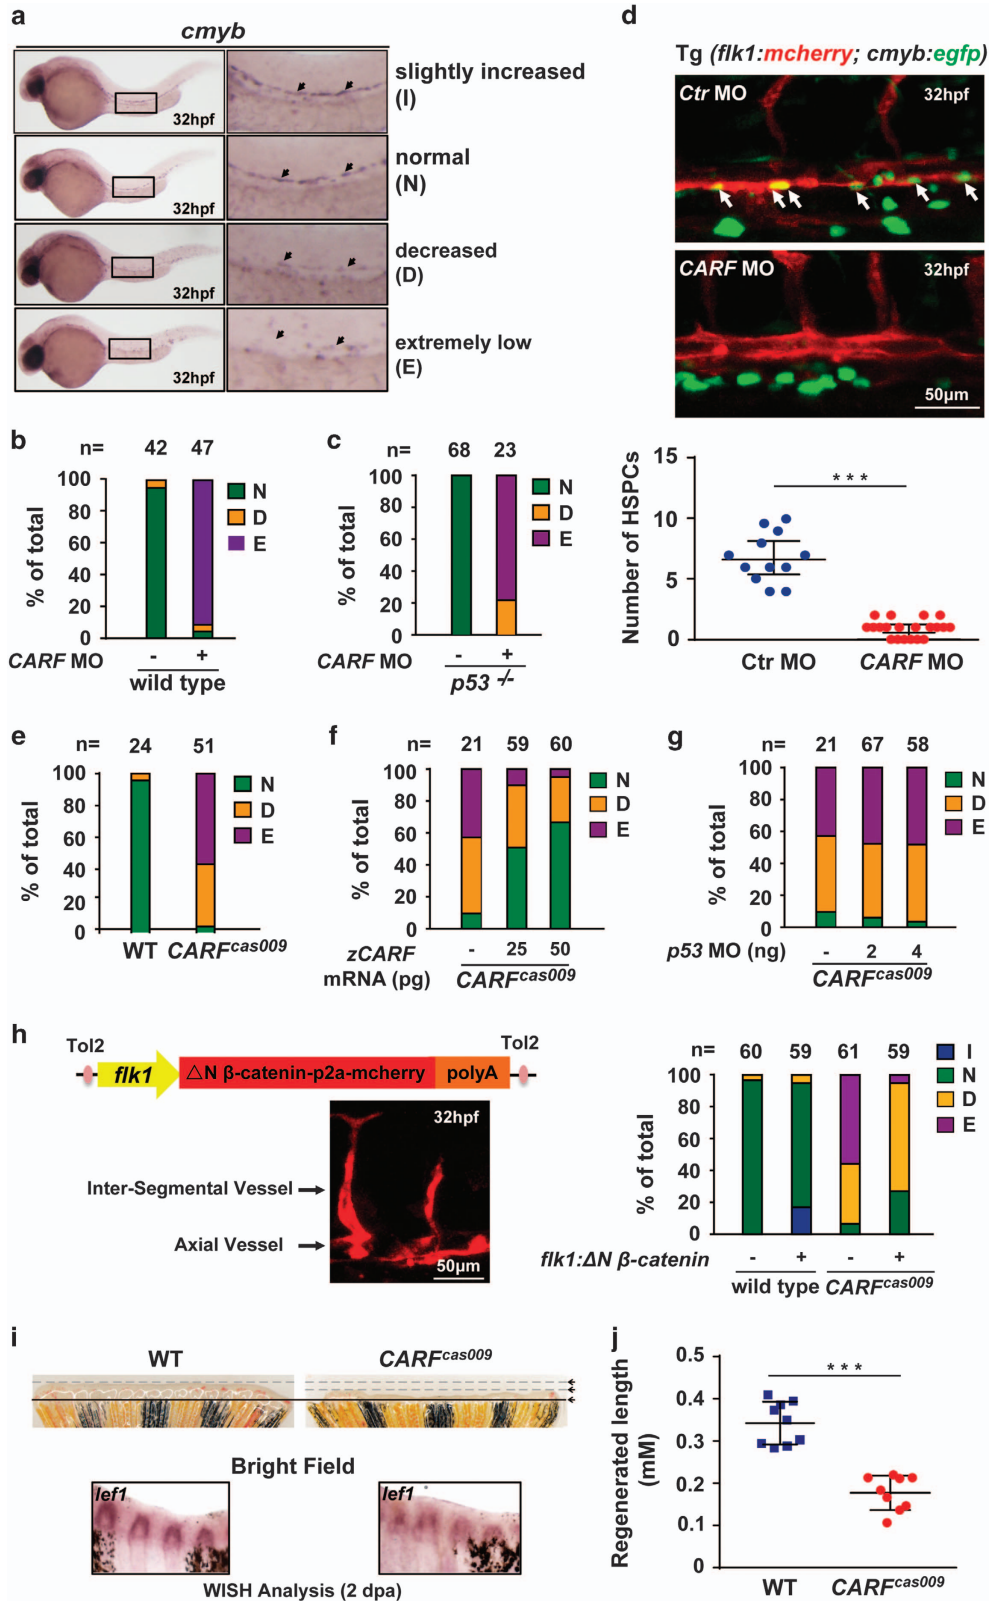 a
cmyb
32hpf
slightly increased
(I)
32hpf
normal
(N)
32hpf
decreased
(D)
32hpf
extremely low
(E)
d
Tg (flk1:mcherry; cmyb:egfp)
Ctr MO
32hpf
CARF MO
32hpf
50μm
15
10
5
0
Number of HSPCs
***
Ctr MO
CARF MO
b
n= 42 47
100
80
60
40
20
0
% of total
N
D
E
CARF MO - +
wild type
c
n= 68 23
100
80
60
40
20
0
% of total
N
D
E
CARF MO - +
p53 -/-
e
n= 24 51
100
80
60
40
20
0
% of total
N
D
E
WT CARFcas009
f
n= 21 59 60
100
80
60
40
20
0
% of total
N
D
E
zCARF
mRNA (pg)
- 25 50
CARFcas009
g
n= 21 67 58
100
80
60
40
20
0
% of total
N
D
E
p53 MO (ng) - 2 4
CARFcas009
h
Tol2
flk1
△N β-catenin-p2a-mcherry
polyA
Tol2
32hpf
Inter-Segmental Vessel
Axial Vessel
50μm
n= 60 59 61 59
100
80
60
40
20
0
% of total
I
N
D
E
flk1:ΔN β-catenin - + - +
wild type CARFcas009
i
WT
CARFcas009
Bright Field
lef1
lef1
WISH Analysis (2 dpa)
j
0.5
0.4
0.3
0.2
0.1
0
Regenerated length
(mM)
***
WT
CARFcas009